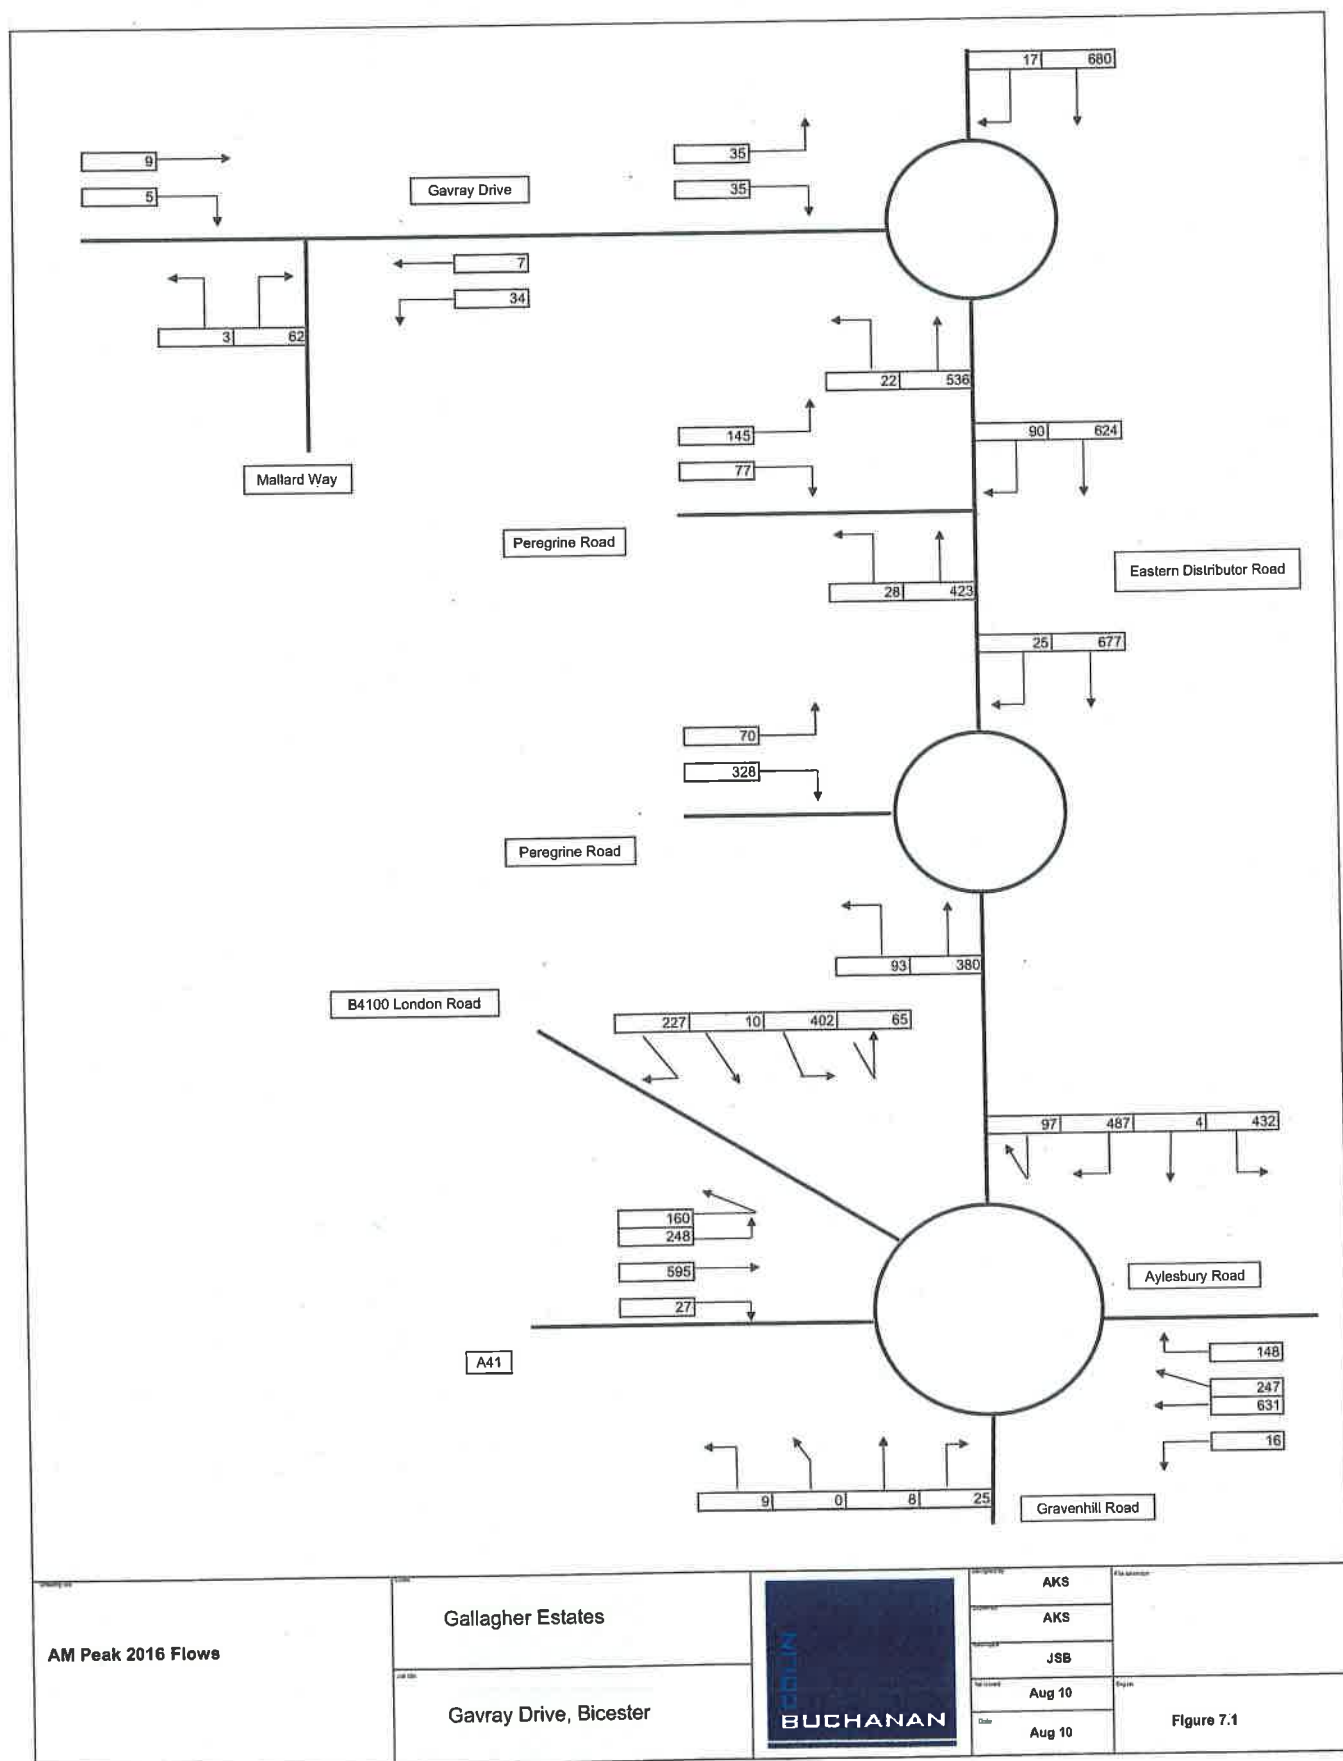 17 680
9
5
Gavray Drive
35
35
7
34
3 62
Mallard Way
22 536
145
77
90 624
Peregrine Road
28 423
Eastern Distributor Road
25 677
70
328
Peregrine Road
93 380
B4100 London Road
227 10 402 65
97 487 4 432
160
248
595
27
Aylesbury Road
A41
148
247
631
16
9 0 8 25
Gravenhill Road
AM Peak 2016 Flows
Gallagher Estates
Gavray Drive, Bicester
COLIN
BUCHANAN
AKS
AKS
JSB
Aug 10
Date
Aug 10
Figure 7.1